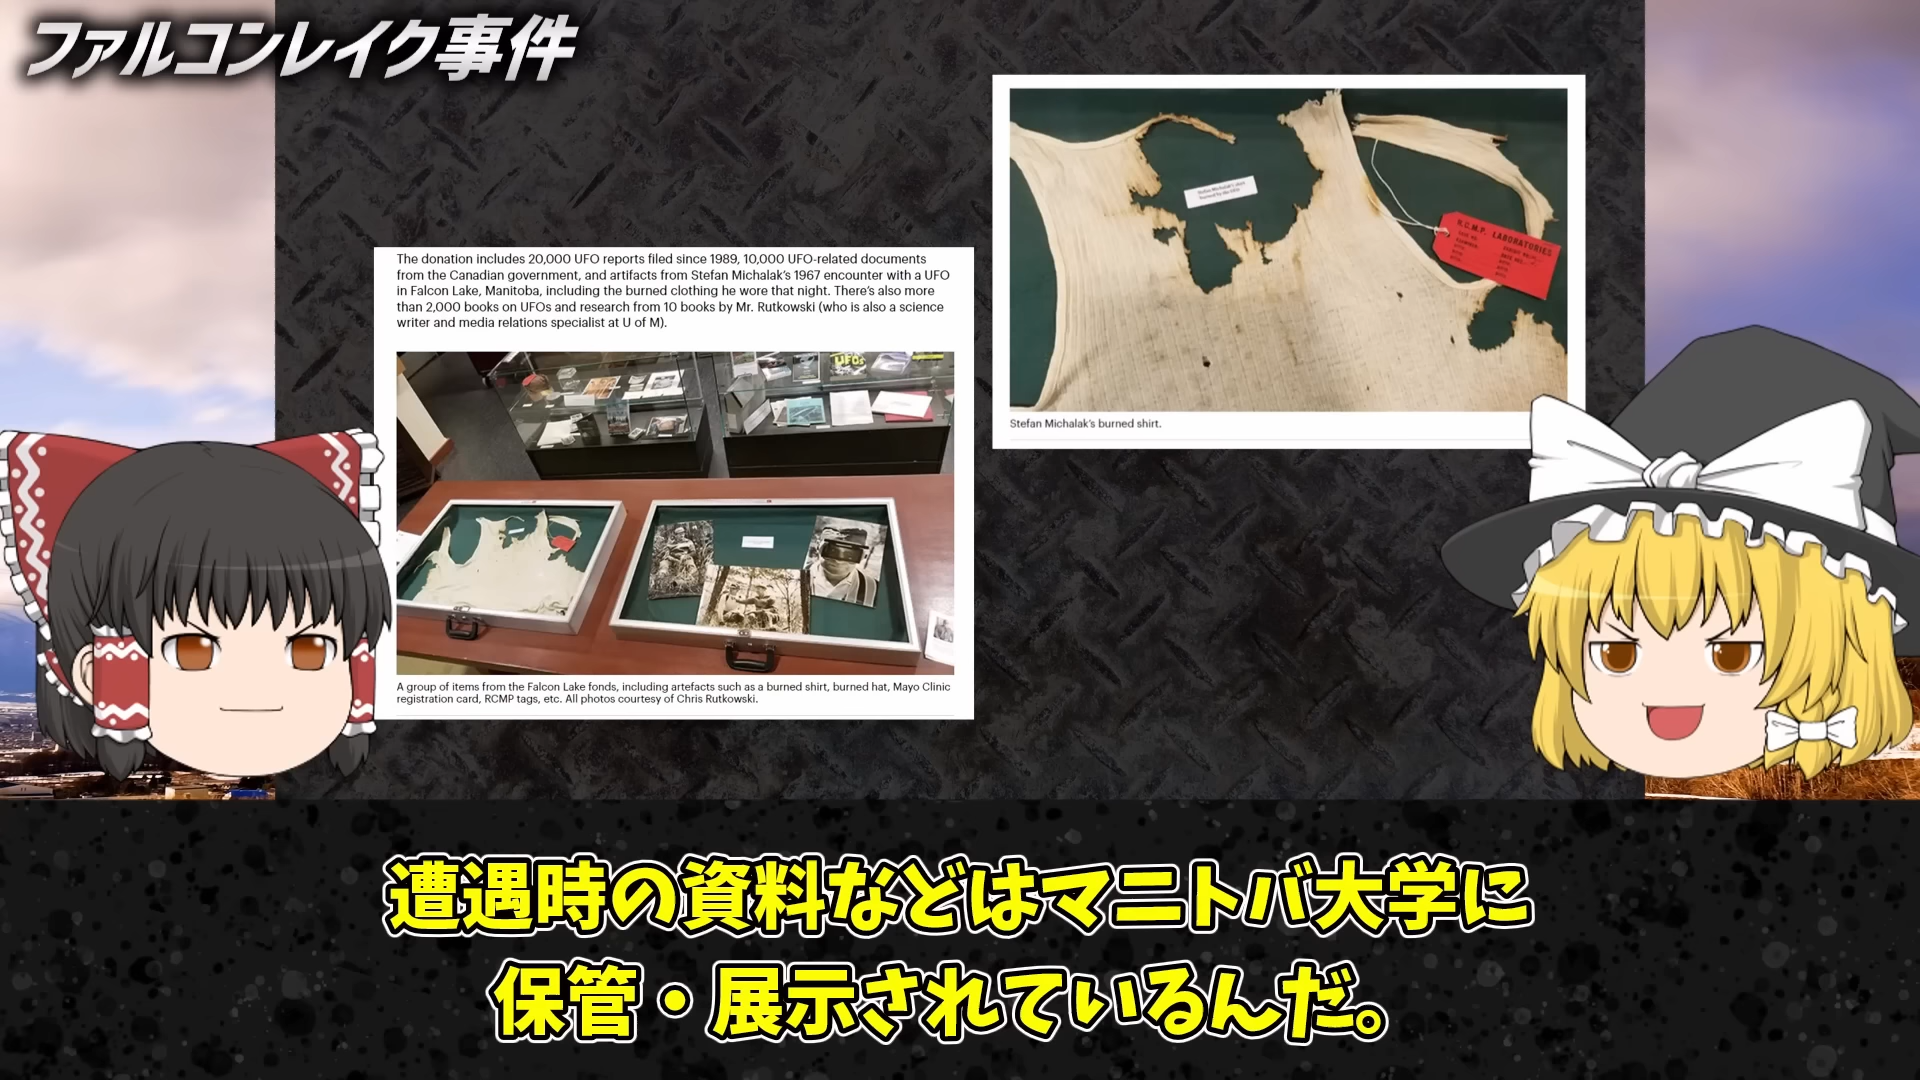 ファルコンレイク事件
The donation includes 20,000 UFO reports filed since 1989, 10,000 UFO-related documents
from the Canadian government, and artifacts from Stefan Michalak's 1967 encounter with a UFO
in Falcon Lake, Manitoba, including the burned clothing he wore that night. There's also more
than 2,000 books on UFOs and research from 10 books by Mr. Rutkowski (who is also a science
writer and media relations specialist at U of M).
UFOs
A group of items from the Falcon Lake fonds, including artefacts such as a burned shirt, burned hat, Mayo Clinic
registration card, RCMP tags, etc. All photos courtesy of Chris Rutkowski.
R.C.M.P. LABORATORIES
Stefan Michalak's burned shirt.
遭遇時の資料などはマニトバ大学に
保管・展示されているんだ。